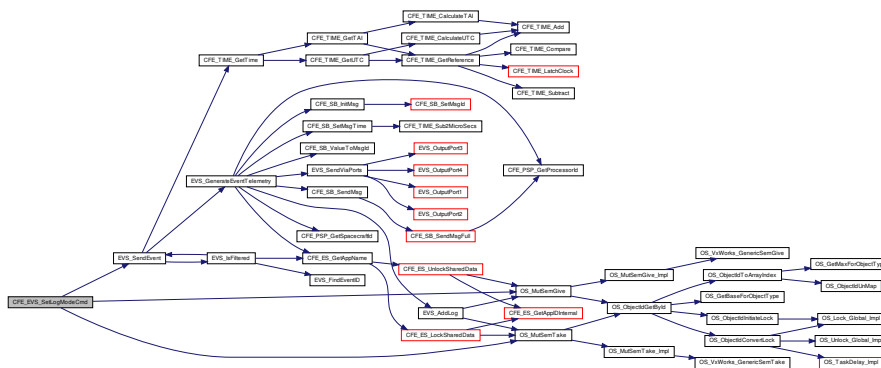 CFE_TIME_CalculateTAI
CFE_TIME_Add
CFE_TIME_GetTAI
CFE_TIME_CalculateUTC
CFE_TIME_Compare
CFE_TIME_GetTime
CFE_TIME_GetUTC
CFE_TIME_GetReference
CFE_TIME_LatchClock
CFE_TIME_Subtract
CFE_SB_InitMsg
CFE_SB_SetMsgId
CFE_SB_SetMsgTime
CFE_TIME_Sub2MicroSecs
CFE_SB_ValueToMsgId
EVS_OutputPort3
EVS_SendViaPorts
EVS_OutputPort4
CFE_PSP_GetProcessorId
EVS_GenerateEventTelemetry
CFE_SB_SendMsg
EVS_OutputPort1
EVS_OutputPort2
CFE_PSP_GetSpacecraftId
CFE_SB_SendMsgFull
EVS_SendEvent
EVS_IsFiltered
CFE_ES_GetAppName
OS_VxWorks_GenericSemGive
OS_GetMaxForObjectType
CFE_ES_UnlockSharedData
OS_MutSemGive_Impl
OS_ObjectIdToArrayIndex
EVS_FindEventID
OS_ObjectIdUnMap
OS_MutSemGive
OS_GetBaseForObjectType
CFE_EVS_SetLogModeCmd
EVS_AddLog
CFE_ES_GetAppIDInternal
OS_ObjectIdGetById
OS_ObjectIdInitiateLock
OS_Lock_Global_Impl
CFE_ES_LockSharedData
OS_MutSemTake
OS_ObjectIdConvertLock
OS_Unlock_Global_Impl
OS_MutSemTake_Impl
OS_VxWorks_GenericSemTake
OS_TaskDelay_Impl